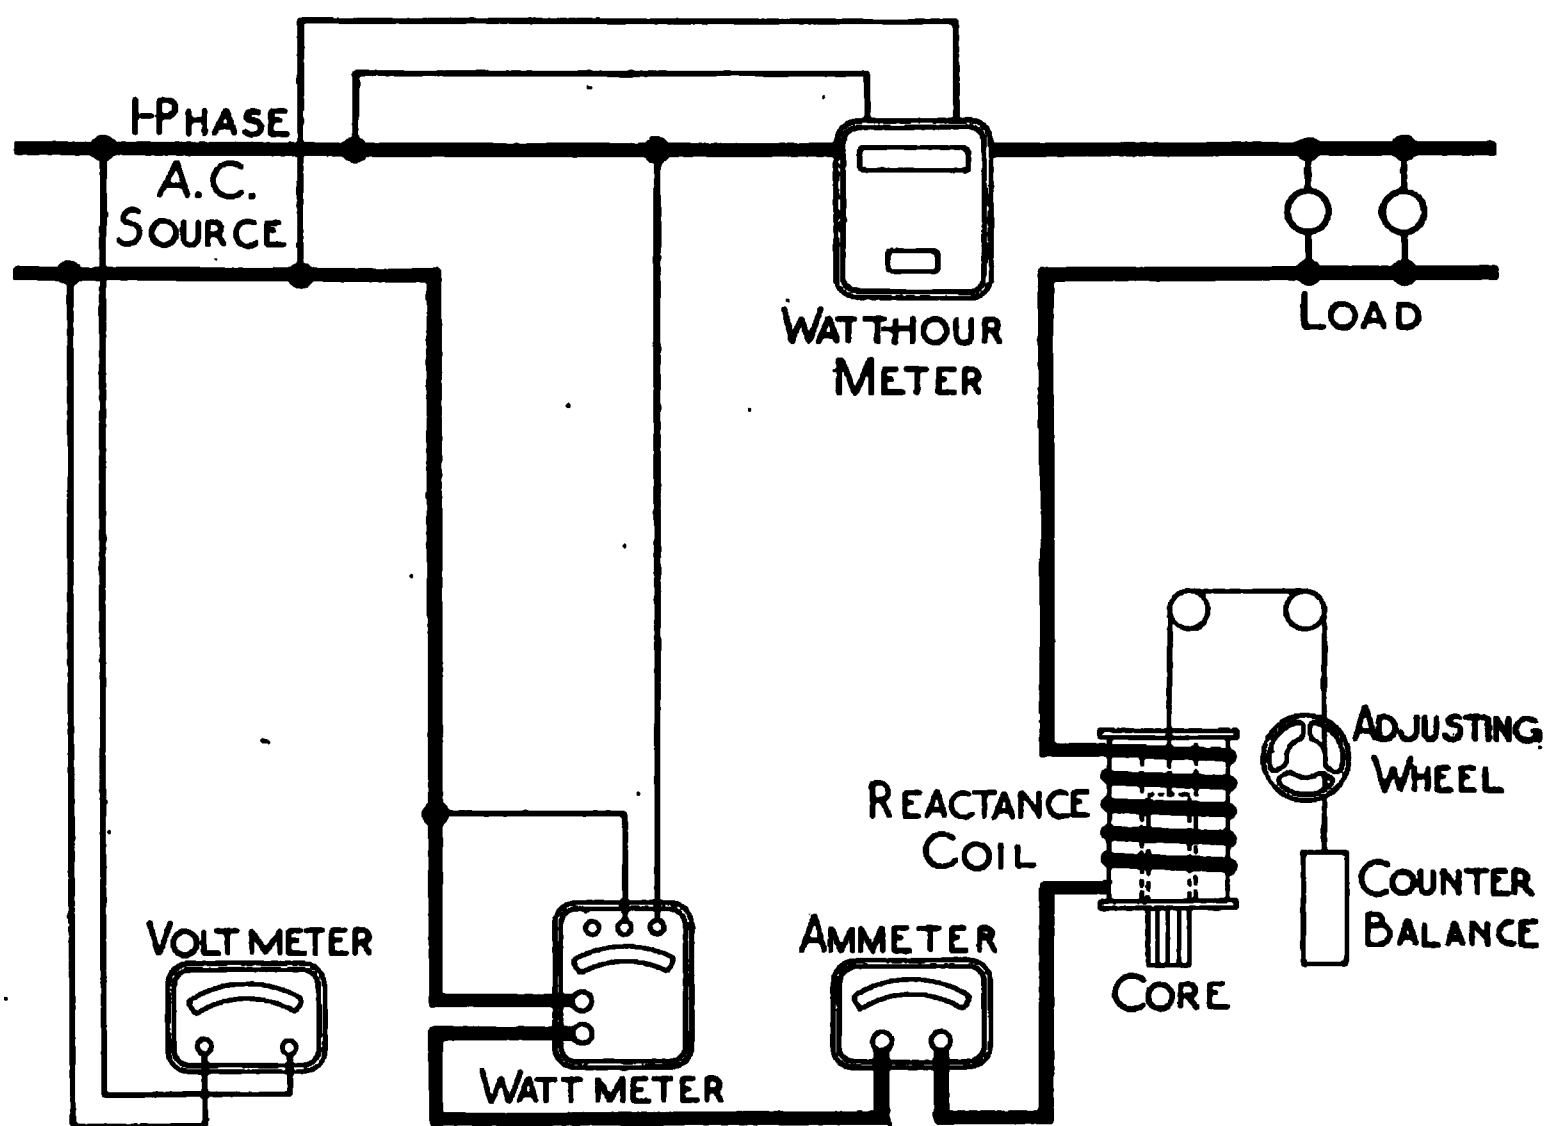 1-PHASE
A.C.
SOURCE
WATTHOUR
METER
LOAD
ADJUSTING
WHEEL
REACTANCE
COIL
COUNTER
BALANCE
VOLTMETER
AMMETER
CORE
WATTMETER